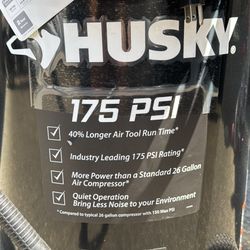 HUSKY
175 PSI
40% Longer Air Tool Run Time*
Industry Leading 175 PSI Rating*
More Power than a Standard 26 Gallon
Air Compressor*
Quiet Operation
Bring Less Noise to your Environment
*Compared to typical 26 gallon compressor with 150 Max PSI